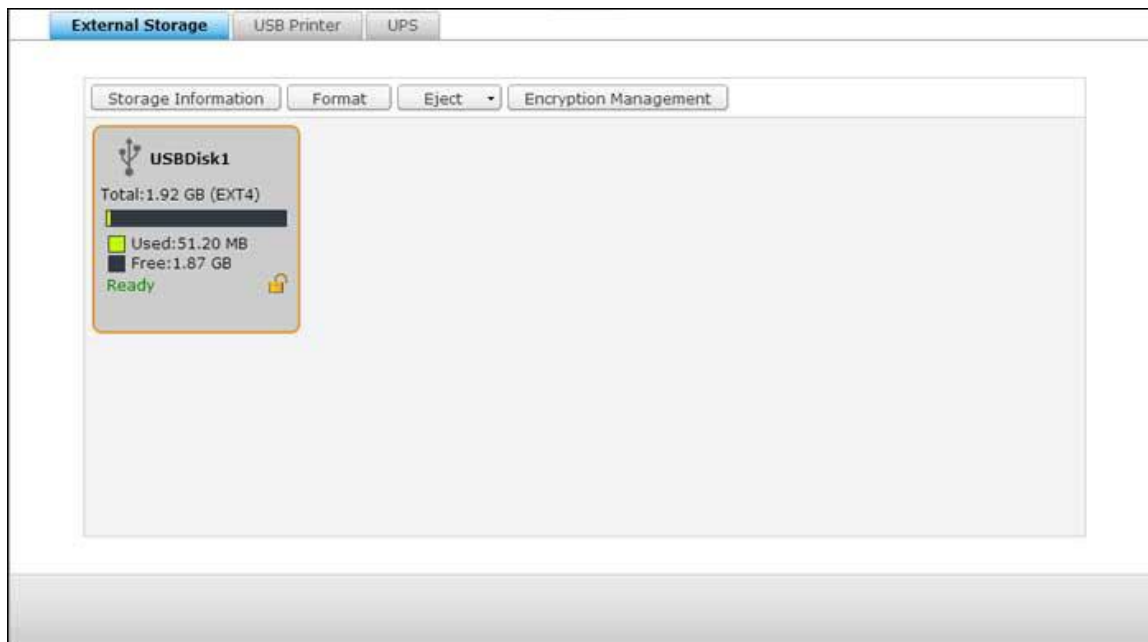 External Storage USB Printer UPS
Storage Information Format Eject Encryption Management
USBDisk1
Total:1.92 GB (EXT4)
Used:51.20 MB
Free:1.87 GB
Ready